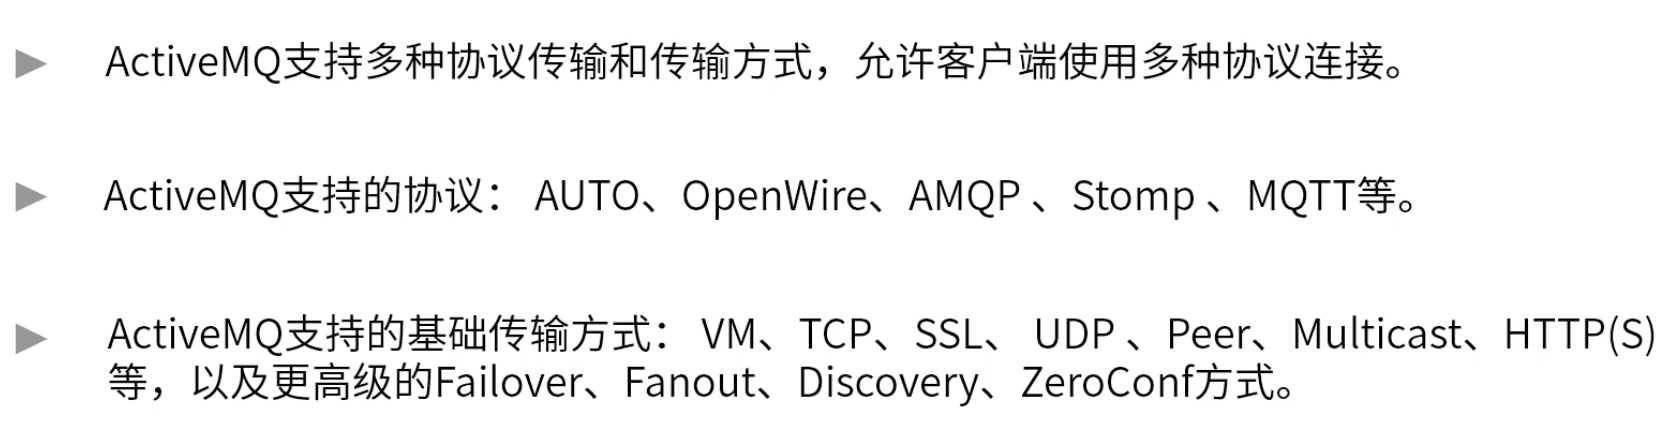 ActiveMQ支持多种协议传输和传输方式，允许客户端使用多种协议连接。
ActiveMQ支持的协议： AUTO、OpenWire、AMQP 、Stomp 、MQTT等。
ActiveMQ支持的基础传输方式： VM、TCP、SSL、 UDP 、Peer、Multicast、HTTP(S)
等，以及更高级的Failover、Fanout、Discovery、ZeroConf方式。